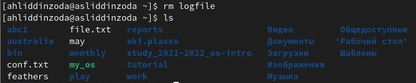 [ahliddinzoda@asliddinzoda ~]$ rm logfile
[ahliddinzoda@asliddinzoda ~]$ ls
abc1 file.txt reports Видео Общедоступные
australia may ski.plases Документы 'Рабочий стол'
bin monthly study_2021-2022_os-intro Загрузки Шаблоны
conf.txt my_os tutorial Изображения
feathers play work Музыка